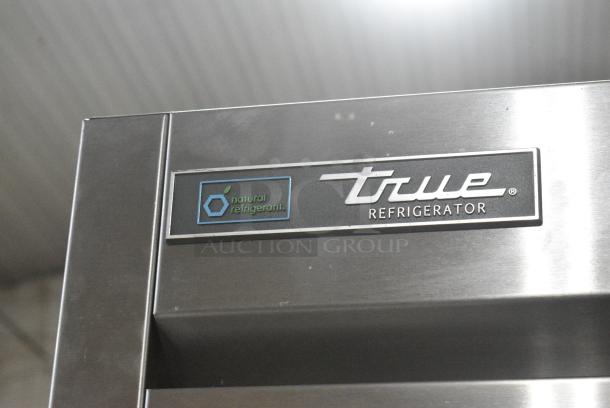 natural
refrigerant.
true®
REFRIGERATOR
AUCTION GROUP